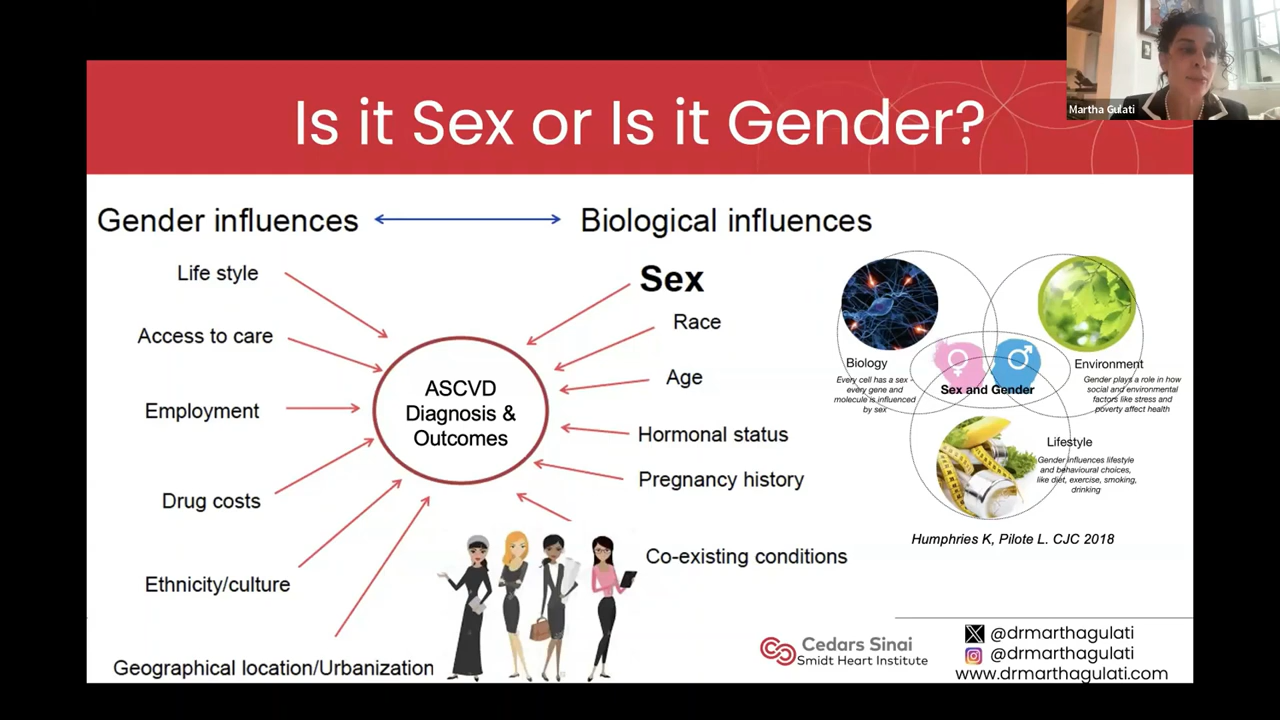 Martha Gulati
Is it Sex or Is it Gender?
Gender influences
Biological influences
Life style
Access to care
Employment
Drug costs
Ethnicity/culture
Geographical location/Urbanization
ASCVD
Diagnosis &
Outcomes
Sex
Race
Age
Hormonal status
Pregnancy history
Co-existing conditions
Biology
Every cell has a sex -
every gene and
molecule is influenced
by sex
Environment
Gender plays a role in how
social and environmental
factors like stress and
poverty affect health
Sex and Gender
Lifestyle
Gender influences lifestyle
and behavioural choices,
like diet, exercise, smoking,
drinking
Humphries K, Pilote L. CJC 2018
Cedars Sinai
Smidt Heart Institute
@drmarthagulati
@drmarthagulati
www.drmarthagulati.com